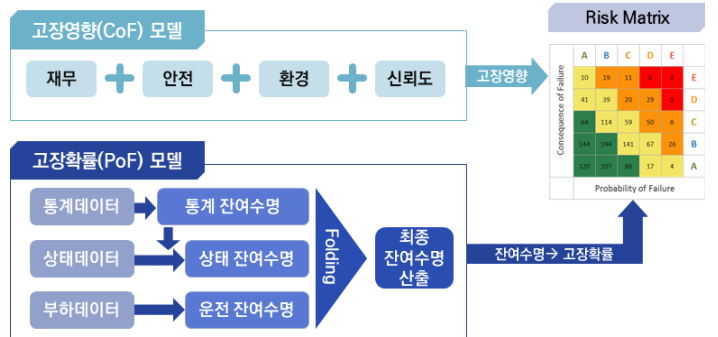 고장영향(CoF) 모델
재무
안전
환경
신뢰도
고장영향
고장확률(PoF) 모델
통계데이터
통계 잔여수명
상태데이터
상태 잔여수명
부하데이터
운전 잔여수명
Folding
최종
잔여수명
산출
잔여수명→ 고장확률
Risk Matrix
Consequence of Failure
A B C D E
10 19 11 E
41 39 20 29 5 D
64 114 59 50 8 C
144 194 141 67 26 B
120 107 86 17 4 A
Probability of Failure